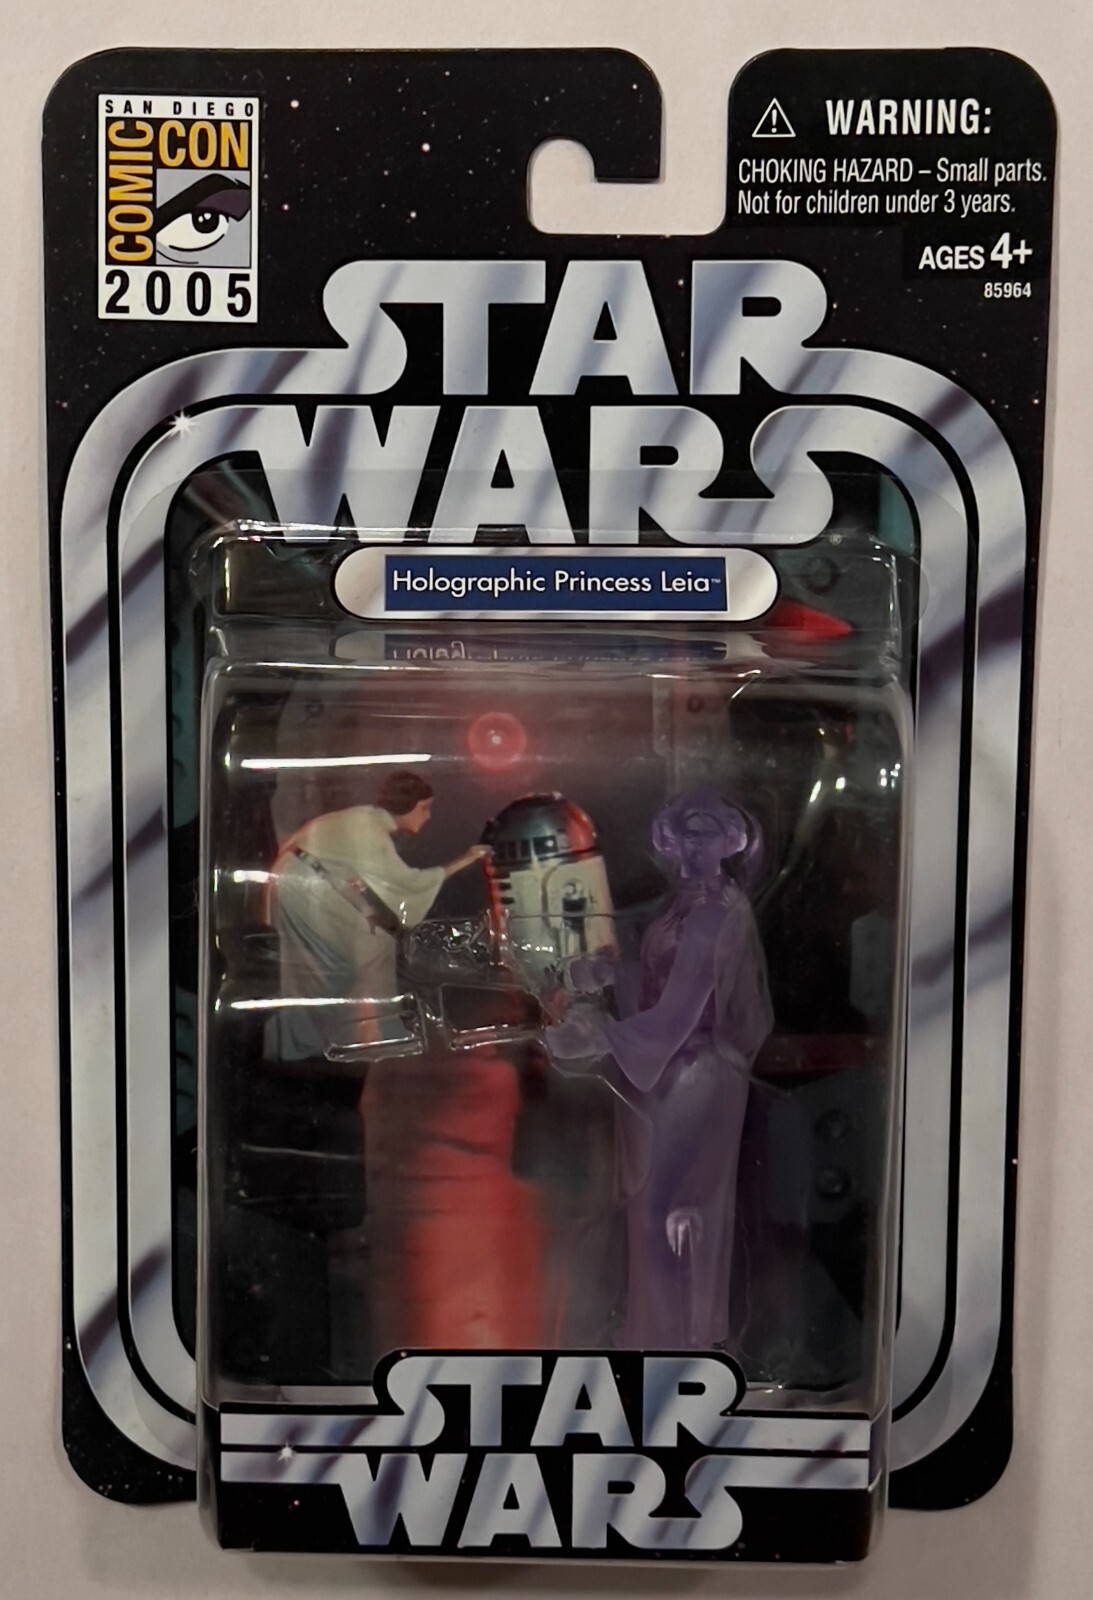 SAN DIEGO
COMIC
CON
2005
WARNING:
CHOKING HAZARD – Small parts.
Not for children under 3 years.
AGES 4+
85964
STAR
WARS®
Holographic Princess Leia™
STAR
WARS